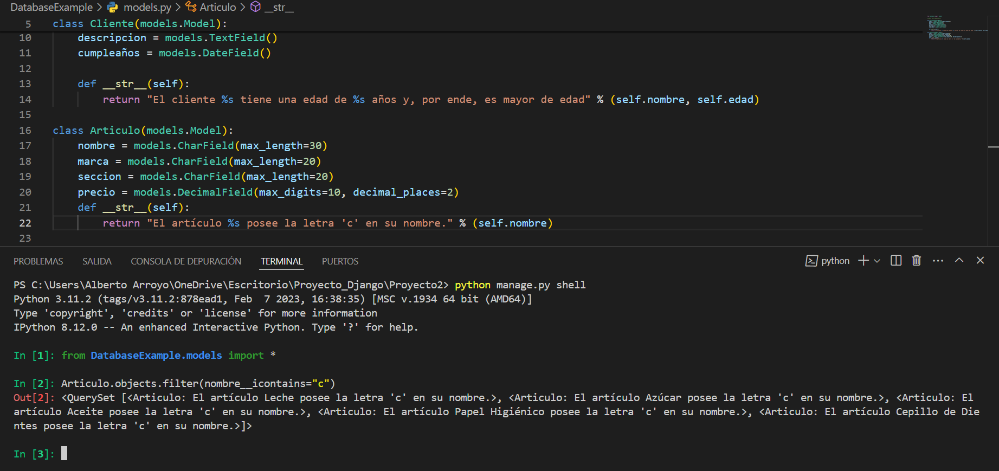 DatabaseExample > models.py > Articulo > __str__
5 class Cliente(models.Model):
10 descripcion = models.TextField()
11 cumpleaños = models.DateField()
12
13 def __str__(self):
14 return "El cliente %s tiene una edad de %s años y, por ende, es mayor de edad" % (self.nombre, self.edad)
15
16 class Articulo(models.Model):
17 nombre = models.CharField(max_length=30)
18 marca = models.CharField(max_length=20)
19 seccion = models.CharField(max_length=20)
20 precio = models.DecimalField(max_digits=10, decimal_places=2)
21 def __str__(self):
22 return "El artículo %s posee la letra 'c' en su nombre." % (self.nombre)
23
PROBLEMAS SALIDA CONSOLA DE DEPURACIÓN TERMINAL PUERTOS python
PS C:\Users\Alberto Arroyo\OneDrive\Escritorio\Proyecto_Django\Proyecto2> python manage.py shell
Python 3.11.2 (tags/v3.11.2:878ead1, Feb  7 2023, 16:38:35) [MSC v.1934 64 bit (AMD64)]
Type 'copyright', 'credits' or 'license' for more information
IPython 8.12.0 -- An enhanced Interactive Python. Type '?' for help.
In [1]: from DatabaseExample.models import *
In [2]: Articulo.objects.filter(nombre__icontains="c")
Out[2]: <QuerySet [<Articulo: El artículo Leche posee la letra 'c' en su nombre.>, <Articulo: El artículo Azúcar posee la letra 'c' en su nombre.>, <Articulo: El
artículo Aceite posee la letra 'c' en su nombre.>, <Articulo: El artículo Papel Higiénico posee la letra 'c' en su nombre.>, <Articulo: El artículo Cepillo de Die
ntes posee la letra 'c' en su nombre.>]>
In [3]: